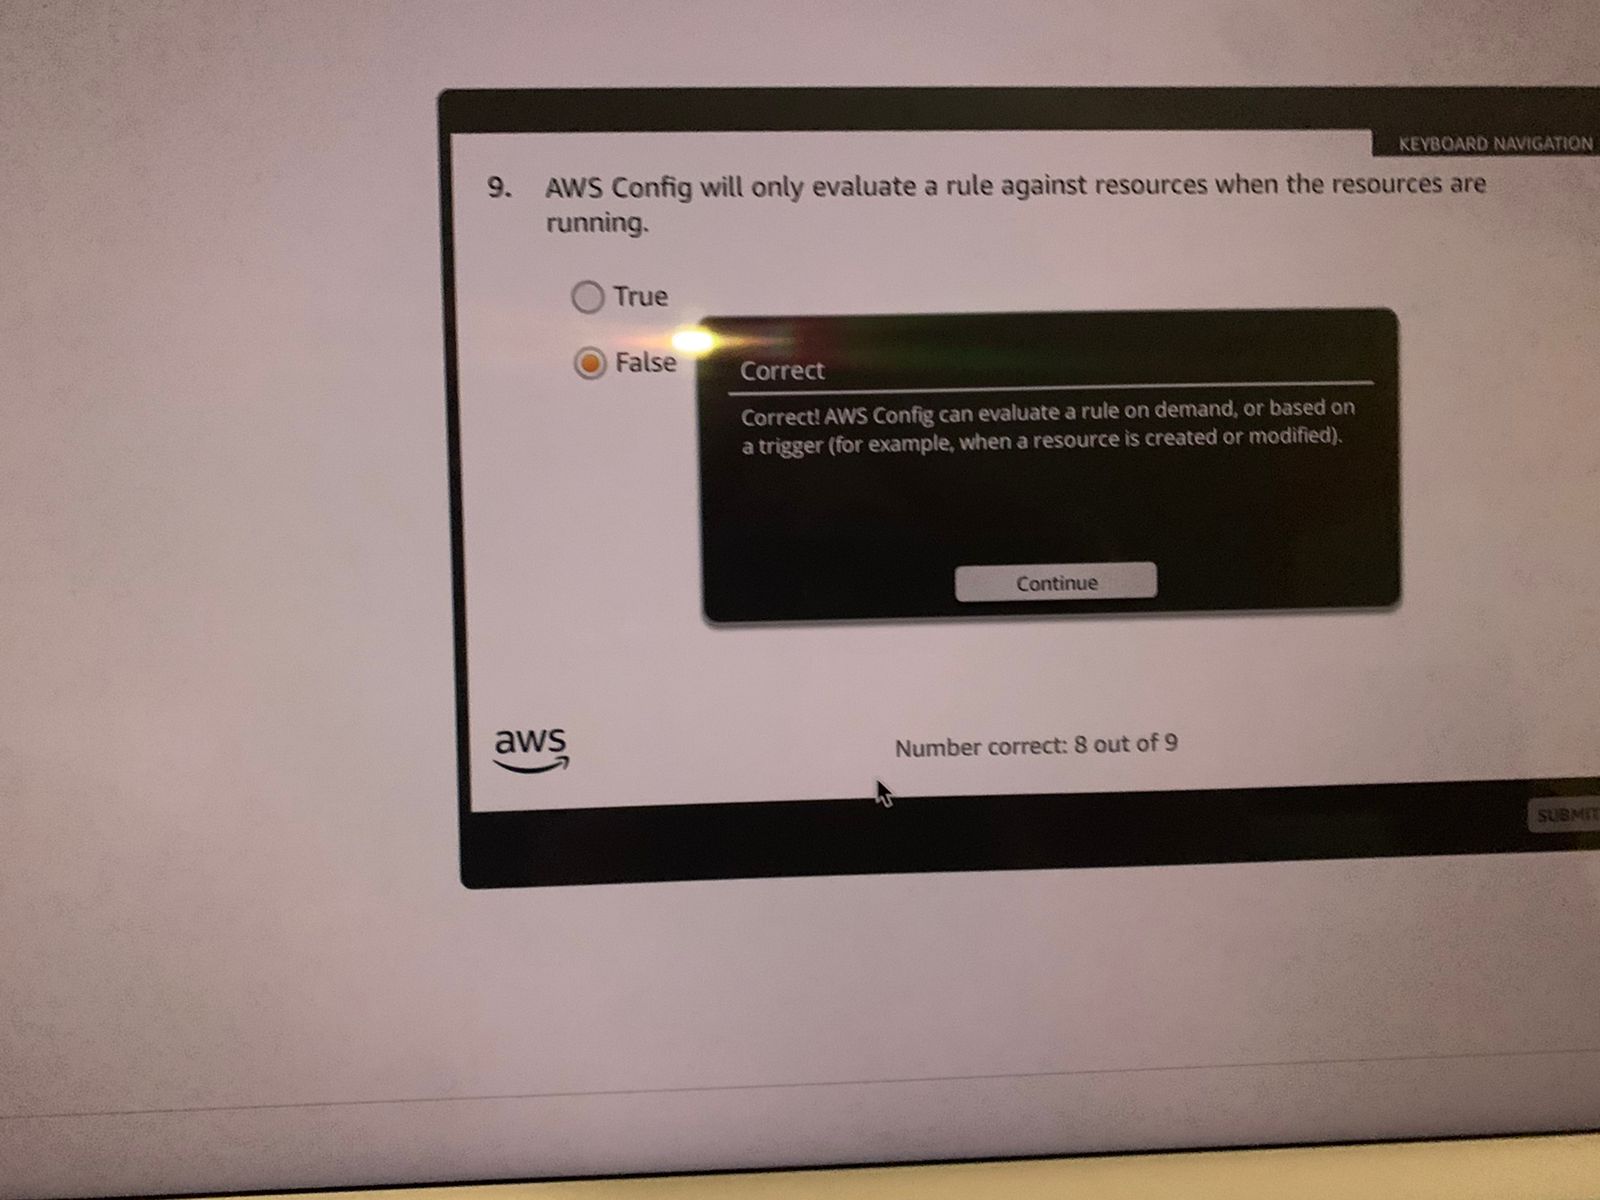 KEYBOARD NAVIGATION
9. AWS Config will only evaluate a rule against resources when the resources are
running.
True
False
Correct
Correct! AWS Config can evaluate a rule on demand, or based on
a trigger (for example, when a resource is created or modified).
Continue
aws
Number correct: 8 out of 9
SUBMIT